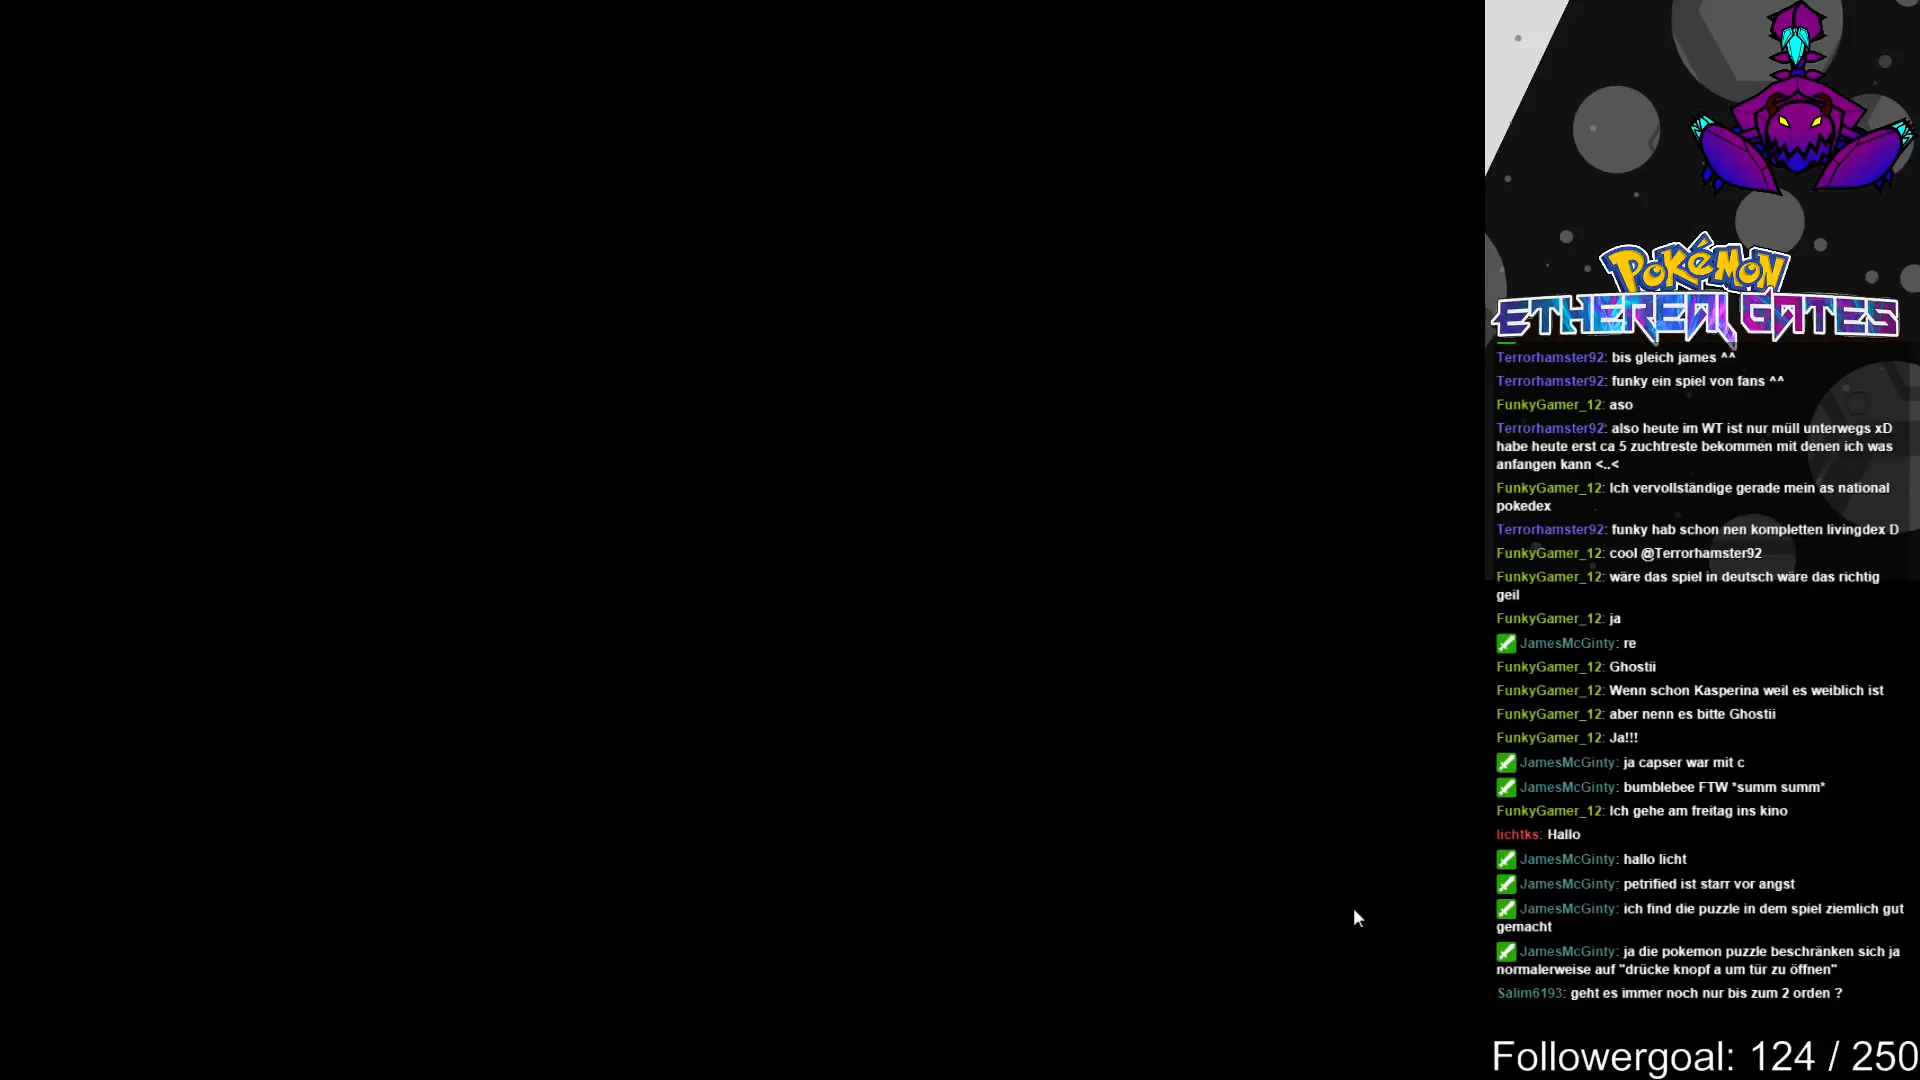 POKÉMON
ETHEREAL GATES
Terrorhamster92: bis gleich james ^^
Terrorhamster92: funky ein spiel von fans ^^
FunkyGamer_12: aso
Terrorhamster92: also heute im WT ist nur müll unterwegs xD
habe heute erst ca 5 zuchtreste bekommen mit denen ich was
anfangen kann <..<
FunkyGamer_12: Ich vervollständige gerade mein as national
pokedex
Terrorhamster92: funky hab schon nen kompletten livingdex D
FunkyGamer_12: cool @Terrorhamster92
FunkyGamer_12: wäre das spiel in deutsch wäre das richtig
geil
FunkyGamer_12: ja
JamesMcGinty: re
FunkyGamer_12: Ghostii
FunkyGamer_12: Wenn schon Kasperina weil es weiblich ist
FunkyGamer_12: aber nenn es bitte Ghostii
FunkyGamer_12: Ja!!!
JamesMcGinty: ja capser war mit c
JamesMcGinty: bumblebee FTW *summ summ*
FunkyGamer_12: Ich gehe am freitag ins kino
lichtks: Hallo
JamesMcGinty: hallo licht
JamesMcGinty: petrified ist starr vor angst
JamesMcGinty: ich find die puzzle in dem spiel ziemlich gut
gemacht
JamesMcGinty: ja die pokemon puzzle beschränken sich ja
normalerweise auf "drücke knopf a um tür zu öffnen"
Salim6193: geht es immer noch nur bis zum 2 orden ?
Followergoal: 124 / 250